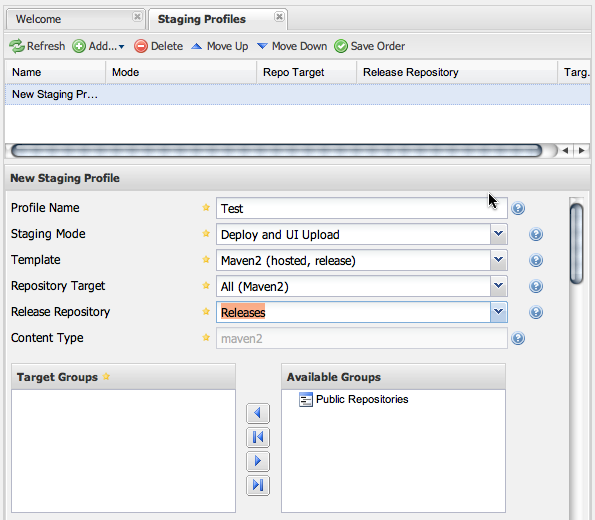 Welcome Staging Profiles
Refresh Add... Delete Move Up Move Down Save Order
Name Mode Repo Target Release Repository Targ...
New Staging Pr...
New Staging Profile
Profile Name Test
Staging Mode Deploy and UI Upload
Template Maven2 (hosted, release)
Repository Target All (Maven2)
Release Repository Releases
Content Type maven2
Target Groups Available Groups
Public Repositories